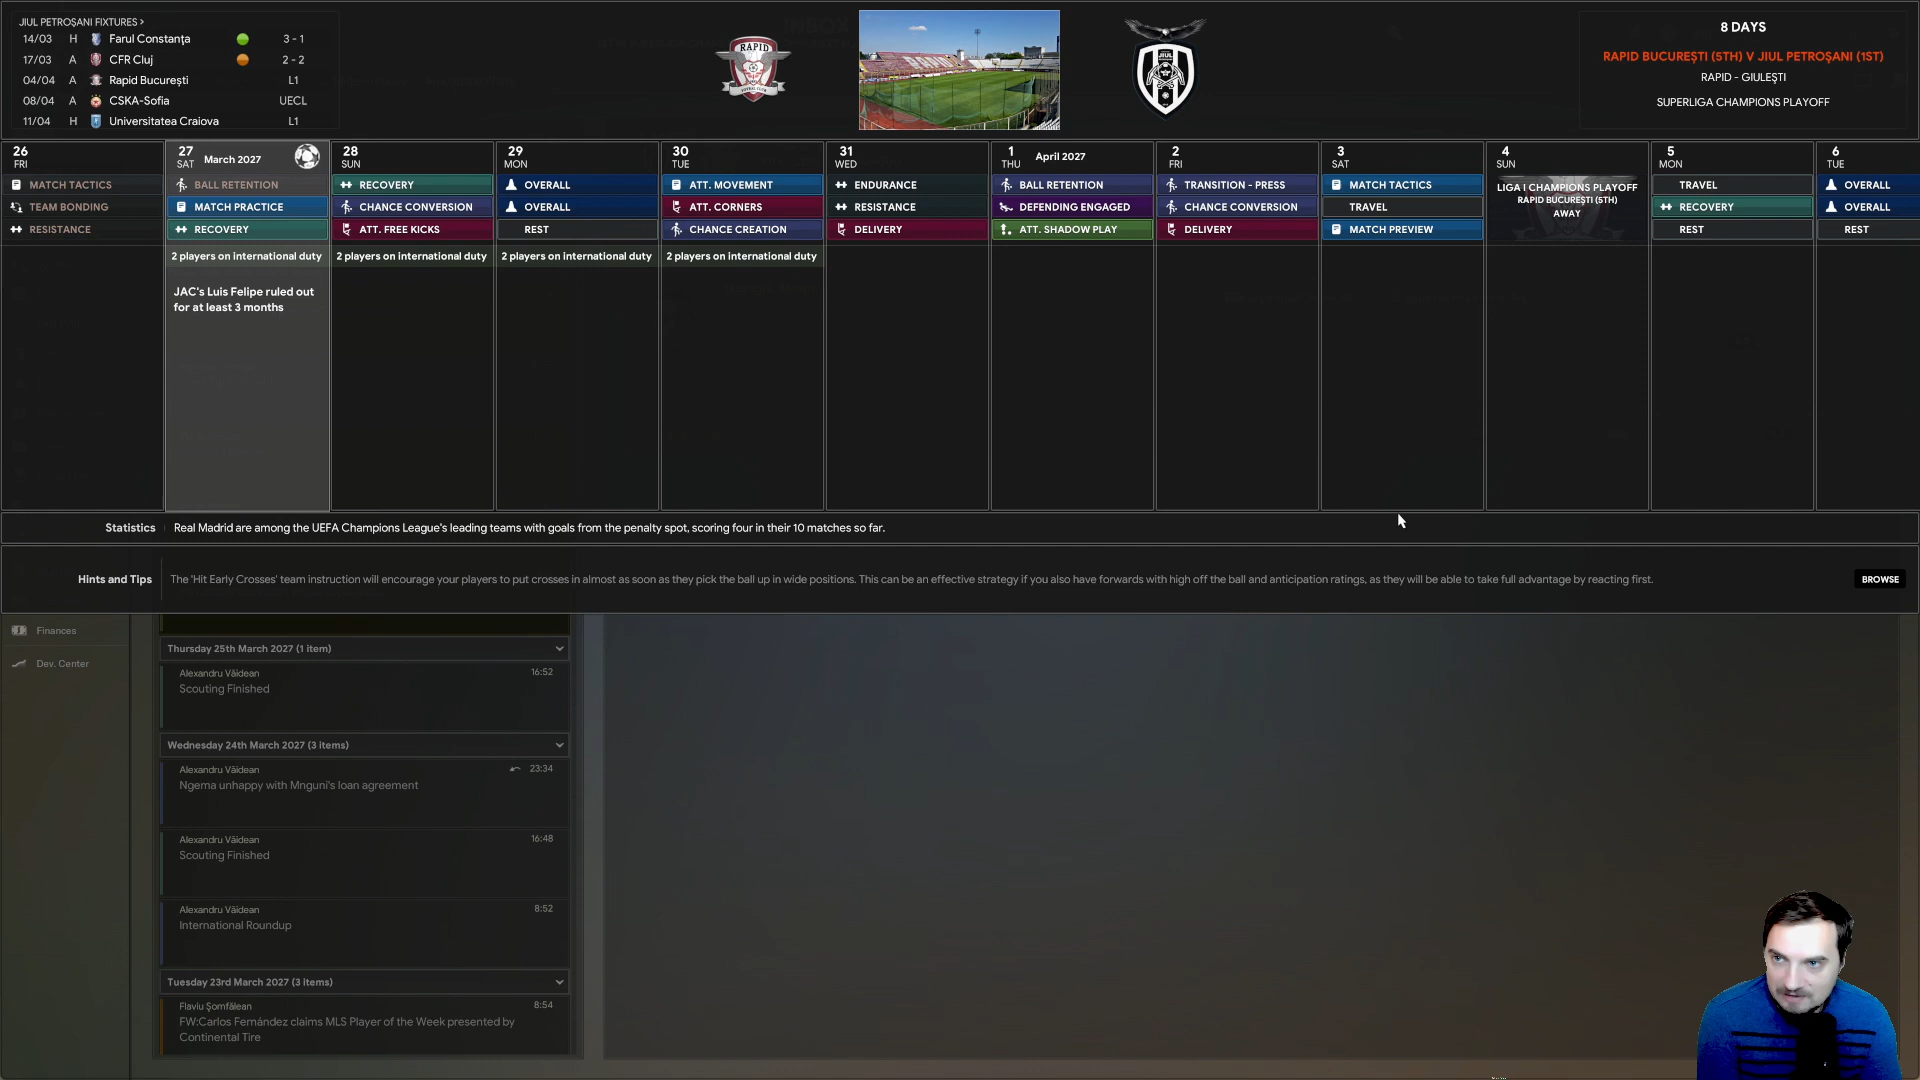 JIUL PETROȘANI FIXTURES >
14/03 H Farul Constanța 3 - 1
17/03 A CFR Cluj 2 - 2
04/04 A Rapid București L1
08/04 A CSKA-Sofia UECL
11/04 H Universitatea Craiova L1
RAPID
JIUL
8 DAYS
RAPID BUCUREȘTI (5TH) V JIUL PETROȘANI (1ST)
RAPID - GIULEȘTI
SUPERLIGA CHAMPIONS PLAYOFF
26
FRI
MATCH TACTICS
TEAM BONDING
RESISTANCE
27
SAT March 2027
BALL RETENTION
MATCH PRACTICE
RECOVERY
2 players on international duty
JAC's Luis Felipe ruled out
for at least 3 months
28
SUN
RECOVERY
CHANCE CONVERSION
ATT. FREE KICKS
2 players on international duty
29
MON
OVERALL
OVERALL
REST
2 players on international duty
30
TUE
ATT. MOVEMENT
ATT. CORNERS
CHANCE CREATION
2 players on international duty
31
WED
ENDURANCE
RESISTANCE
DELIVERY
1
THU April 2027
BALL RETENTION
DEFENDING ENGAGED
ATT. SHADOW PLAY
2
FRI
TRANSITION - PRESS
CHANCE CONVERSION
DELIVERY
3
SAT
MATCH TACTICS
TRAVEL
MATCH PREVIEW
4
SUN
LIGA I CHAMPIONS PLAYOFF
RAPID BUCUREȘTI (5TH)
AWAY
5
MON
TRAVEL
RECOVERY
REST
6
TUE
OVERALL
OVERALL
REST
Statistics Real Madrid are among the UEFA Champions League's leading teams with goals from the penalty spot, scoring four in their 10 matches so far.
Hints and Tips The 'Hit Early Crosses' team instruction will encourage your players to put crosses in almost as soon as they pick the ball up in wide positions. This can be an effective strategy if you also have forwards with high off the ball and anticipation ratings, as they will be able to take full advantage by reacting first. BROWSE
Finances
Dev. Center
Thursday 25th March 2027 (1 item)
Alexandru Văidean 16:52
Scouting Finished
Wednesday 24th March 2027 (3 items)
Alexandru Văidean 23:34
Ngema unhappy with Mnguni's loan agreement
Alexandru Văidean 16:48
Scouting Finished
Alexandru Văidean 8:52
International Roundup
Tuesday 23rd March 2027 (3 items)
Flaviu Șomfălean 8:54
FW:Carlos Fernández claims MLS Player of the Week presented by
Continental Tire